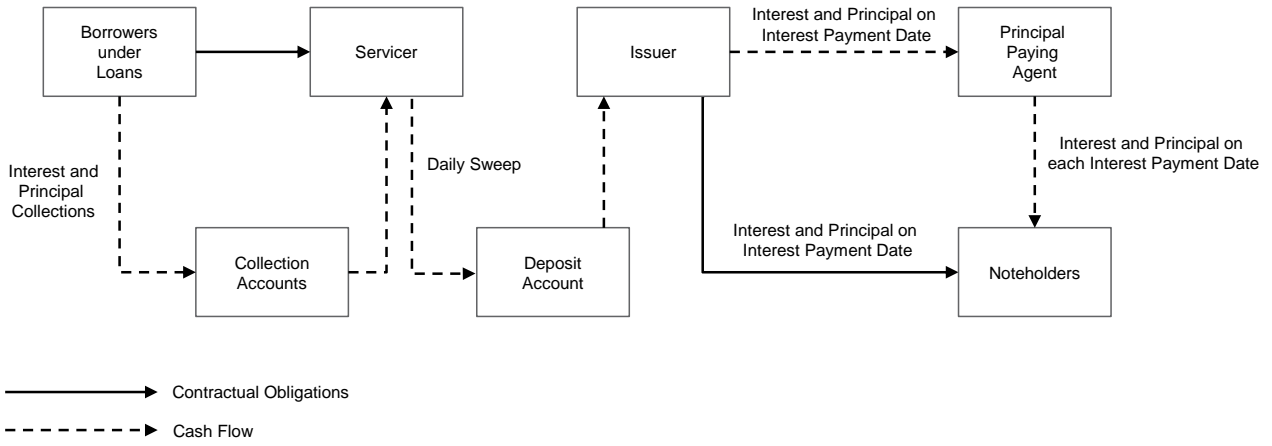 Borrowers
under
Loans
Servicer
Issuer
Interest and Principal on
Interest Payment Date
Principal
Paying
Agent
Interest and
Principal
Collections
Daily Sweep
Interest and Principal on
each Interest Payment Date
Collection
Accounts
Deposit
Account
Interest and Principal on
Interest Payment Date
Noteholders
Contractual Obligations
Cash Flow